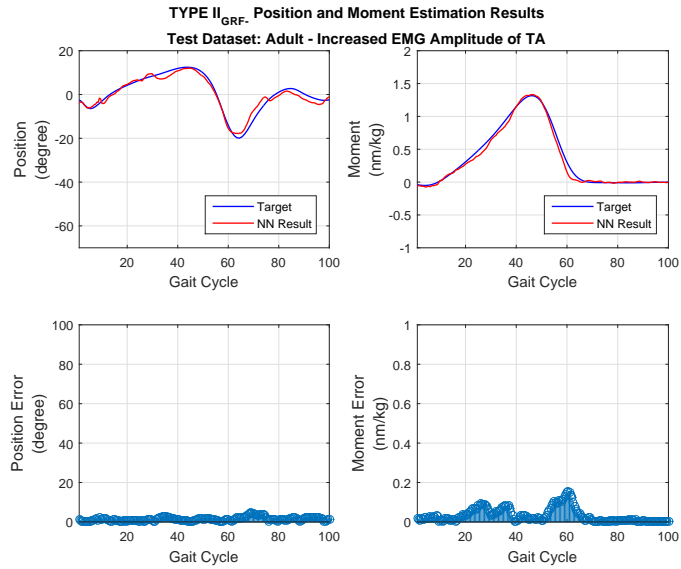 TYPE II_GRF-_ Position and Moment Estimation Results
Test Dataset: Adult - Increased EMG Amplitude of TA
20
0
-20
-40
-60
Position
(degree)
Target
NN Result
20 40 60 80 100
Gait Cycle
2
1.5
1
0.5
0
-0.5
-1
Moment
(nm/kg)
Target
NN Result
20 40 60 80 100
Gait Cycle
100
80
60
40
20
0
Position Error
(degree)
20 40 60 80 100
Gait Cycle
1
0.8
0.6
0.4
0.2
0
Moment Error
(nm/kg)
20 40 60 80 100
Gait Cycle